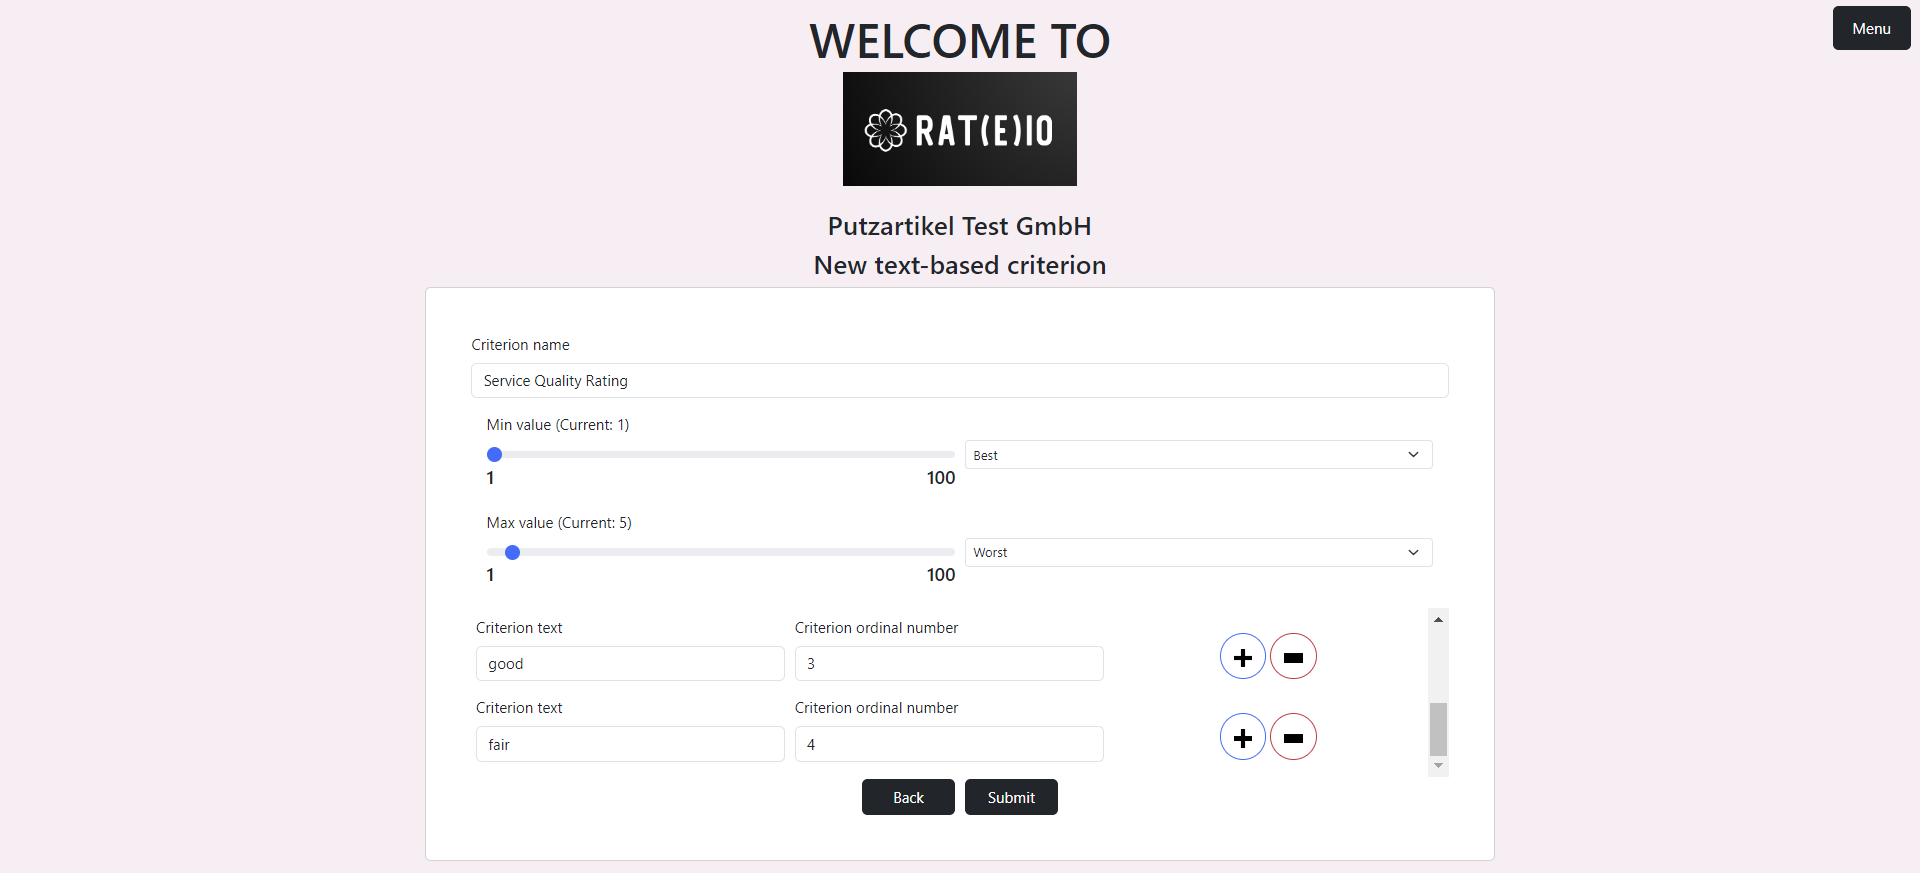 WELCOME TO
Menu
RAT(E)IO
Putzartikel Test GmbH
New text-based criterion
Criterion name
Service Quality Rating
Min value (Current: 1)
Best
1 100
Max value (Current: 5)
Worst
1 100
Criterion text Criterion ordinal number
good 3
Criterion text Criterion ordinal number
fair 4
Back Submit